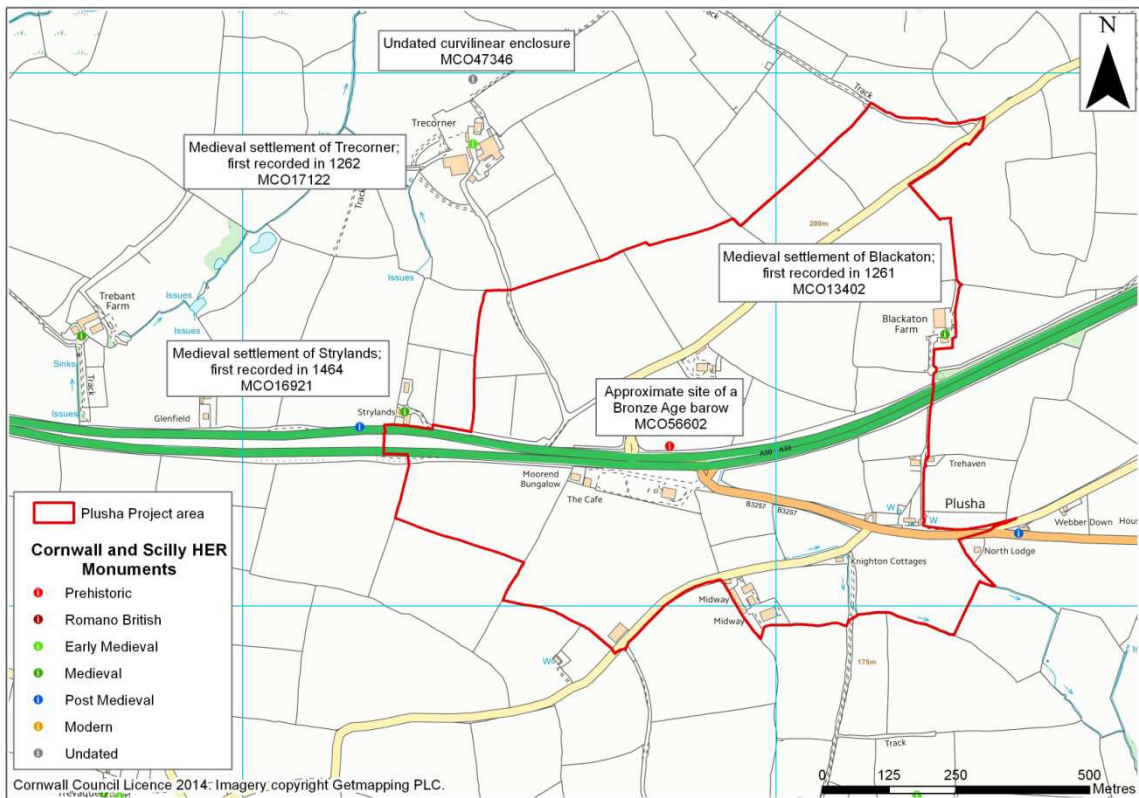 Undated curvilinear enclosure
MCO47346
N
Track
Trecorner
Medieval settlement of Trecorner;
first recorded in 1262
MCO17122
Track
200m
Medieval settlement of Blackaton;
first recorded in 1261
MCO13402
Issues
Trebant
Farm
Issues
Issues
Blackaton
Farm
Medieval settlement of Strylands;
first recorded in 1464
MCO16921
Sinks
Track
Issues
Glenfield
Strylands
Approximate site of a
Bronze Age barow
MCO56602
A30 A30
Moorend
Bungalow
The Cafe
Trehaven
B3257
B3257
Plusha
W
W
Webber Down
North Lodge
Knighton Cottages
Midway
Midway
W
175m
Track
Plusha Project area
Cornwall and Scilly HER
Monuments
Prehistoric
Romano British
Early Medieval
Medieval
Post Medieval
Modern
Undated
Cornwall Council Licence 2014. Imagery copyright Getmapping PLC.
0 125 250 500
Metres